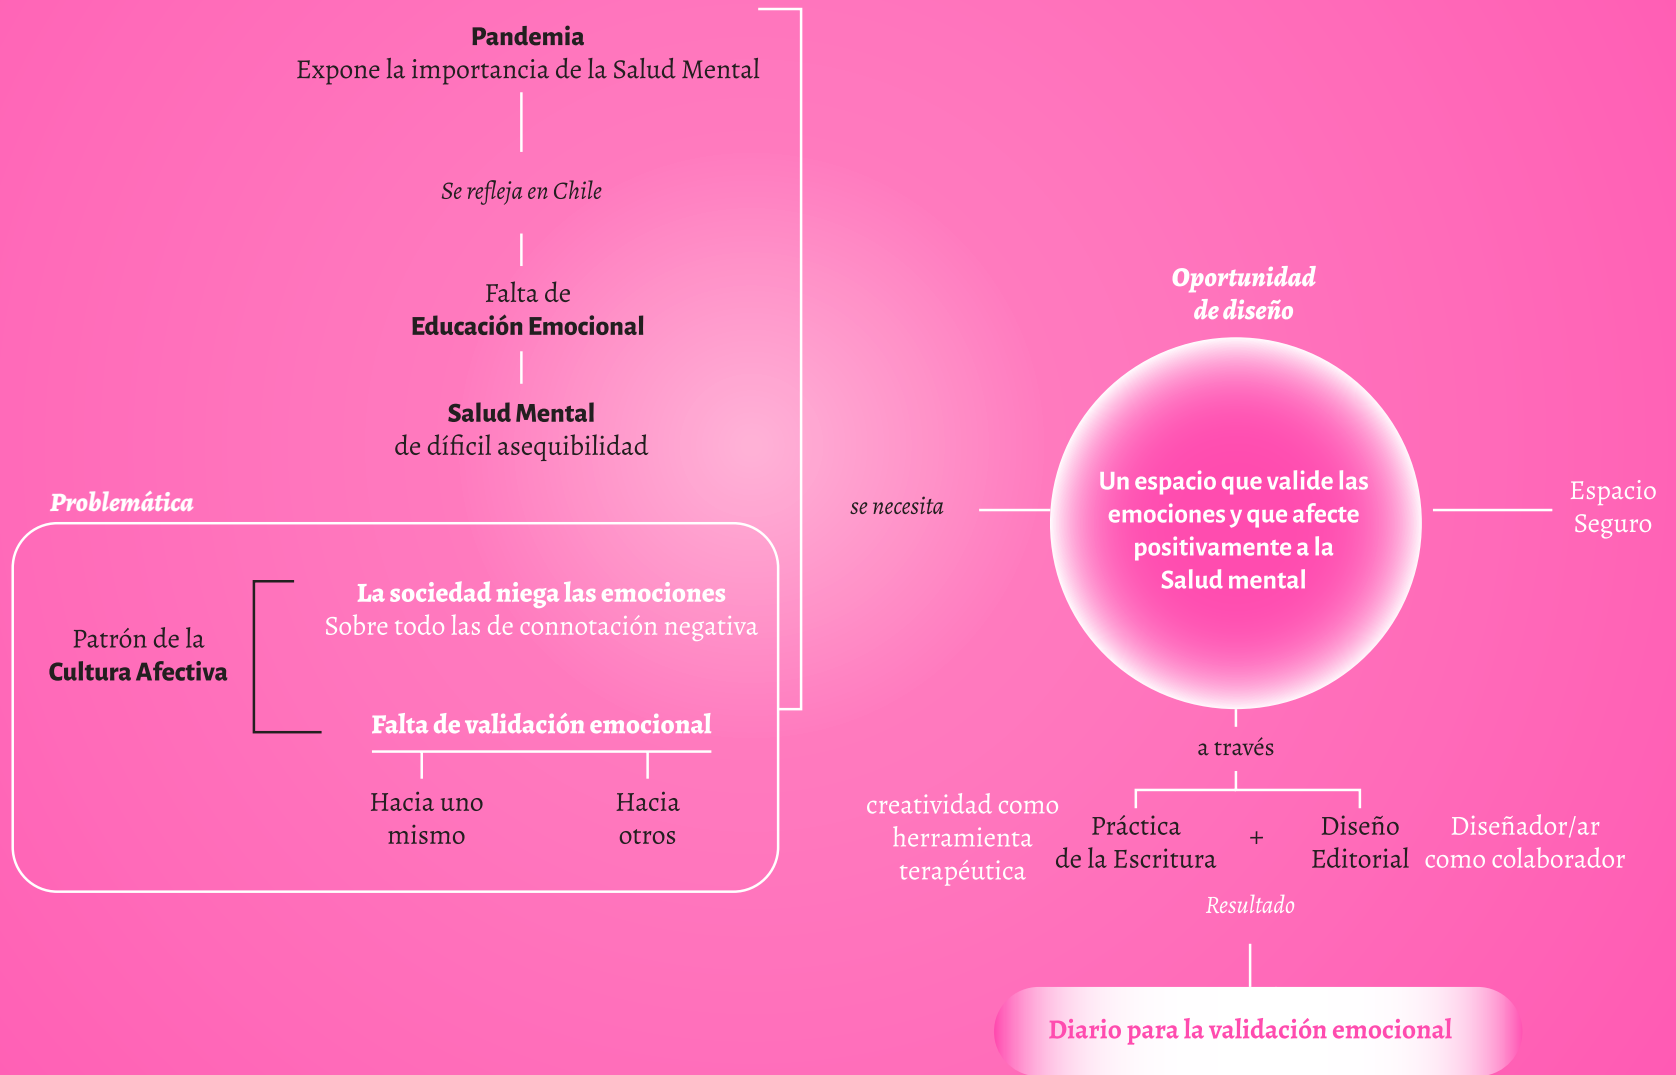 Pandemia
Expone la importancia de la Salud Mental
Se refleja en Chile
Falta de
Educación Emocional
Salud Mental
de díficil asequibilidad
Problemática
Patrón de la
Cultura Afectiva
La sociedad niega las emociones
Sobre todo las de connotación negativa
Falta de validación emocional
Hacia uno
mismo
Hacia
otros
se necesita
Oportunidad
de diseño
Un espacio que valide las
emociones y que afecte
positivamente a la
Salud mental
Espacio
Seguro
a través
creatividad como
herramienta
terapéutica
Práctica
de la Escritura
+
Diseño
Editorial
Diseñador/ar
como colaborador
Resultado
Diario para la validación emocional